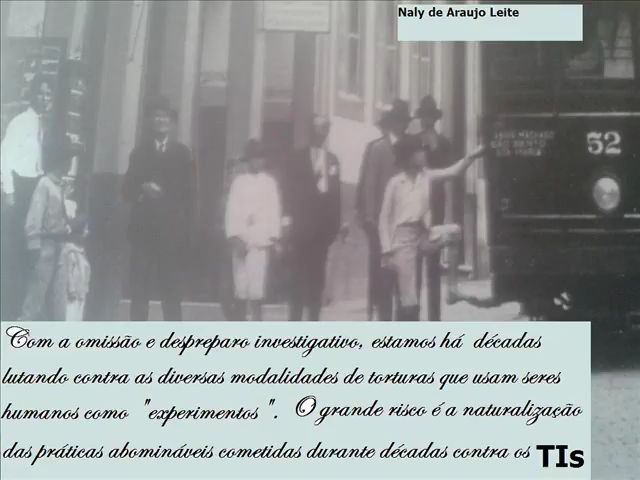 Naly de Araujo Leite
52
Com a omissão e despreparo investigativo, estamos há décadas
lutando contra as diversas modalidades de torturas que usam seres
humanos como "experimentos". O grande risco é a naturalização
das práticas abomináveis cometidas durante décadas contra os TIs